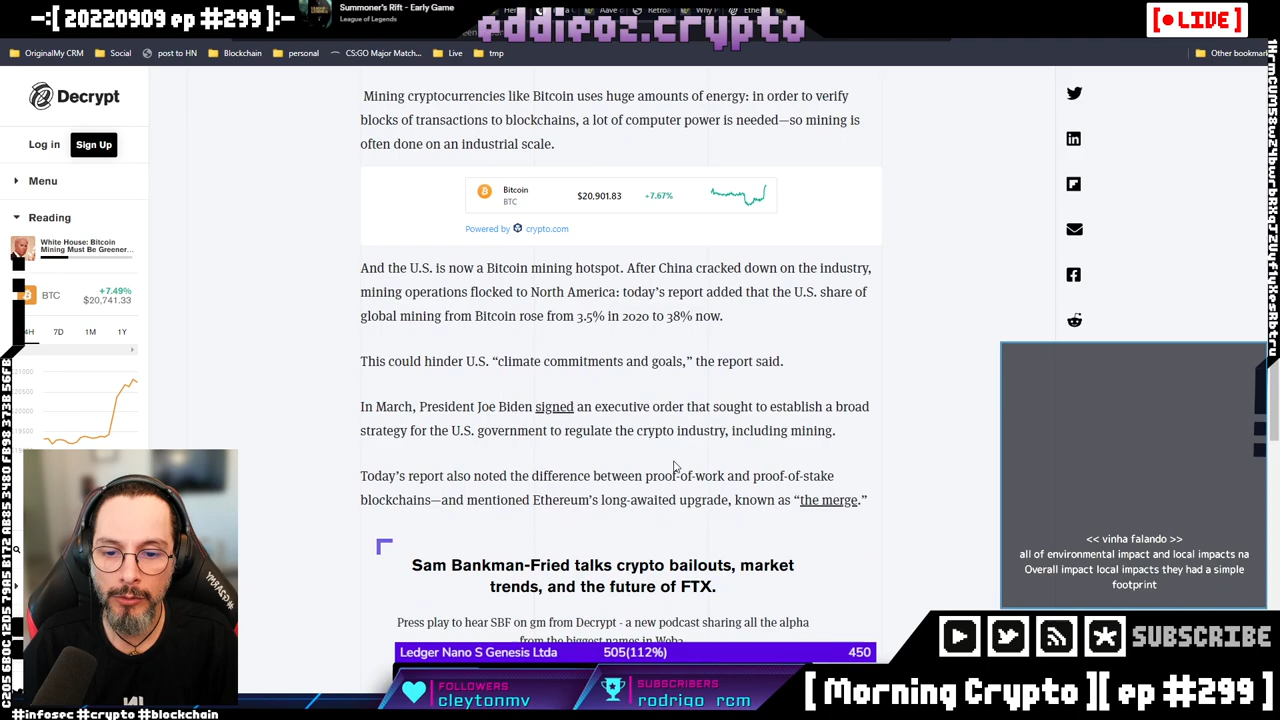 -:[ 20220909 ep #299 ]:-
Summoner's Rift - Early Game
League of Legends
eddieoz.crypto
[● LIVE]
OriginalMy CRM
Social
post to HN
Blockchain
personal
CS:GO Major Match...
Live
tmp
Other bookmar
Decrypt
Log in
Sign Up
Menu
Reading
White House: Bitcoin
Mining Must Be Greener...
BTC
+7.49%
$20,741.33
7D
1M
1Y
Mining cryptocurrencies like Bitcoin uses huge amounts of energy: in order to verify
blocks of transactions to blockchains, a lot of computer power is needed—so mining is
often done on an industrial scale.
Bitcoin
BTC
$20,901.83
+7.67%
Powered by crypto.com
And the U.S. is now a Bitcoin mining hotspot. After China cracked down on the industry,
mining operations flocked to North America: today's report added that the U.S. share of
global mining from Bitcoin rose from 3.5% in 2020 to 38% now.
This could hinder U.S. “climate commitments and goals,” the report said.
In March, President Joe Biden signed an executive order that sought to establish a broad
strategy for the U.S. government to regulate the crypto industry, including mining.
Today's report also noted the difference between proof-of-work and proof-of-stake
blockchains—and mentioned Ethereum's long-awaited upgrade, known as “the merge.”
Sam Bankman-Fried talks crypto bailouts, market
trends, and the future of FTX.
Press play to hear SBF on gm from Decrypt - a new podcast sharing all the alpha
from the biggest names in Web3
<< vinha falando >>
all of environmental impact and local impacts na
Overall impact local impacts they had a simple
footprint
Ledger Nano S Genesis Ltda
505(112%)
450
FOLLOWERS
cleytonmv
SUBSCRIBERS
rodrigo_rcm
SUBSCRIBE
[ Morning Crypto ][ ep #299 ]
#infosec #crypto #blockchain